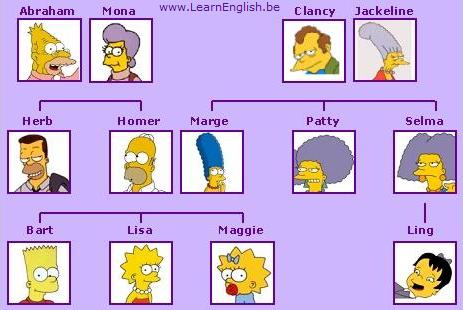 www.LearnEnglish.be
Abraham Mona Clancy Jackeline
Herb Homer Marge Patty Selma
Bart Lisa Maggie Ling